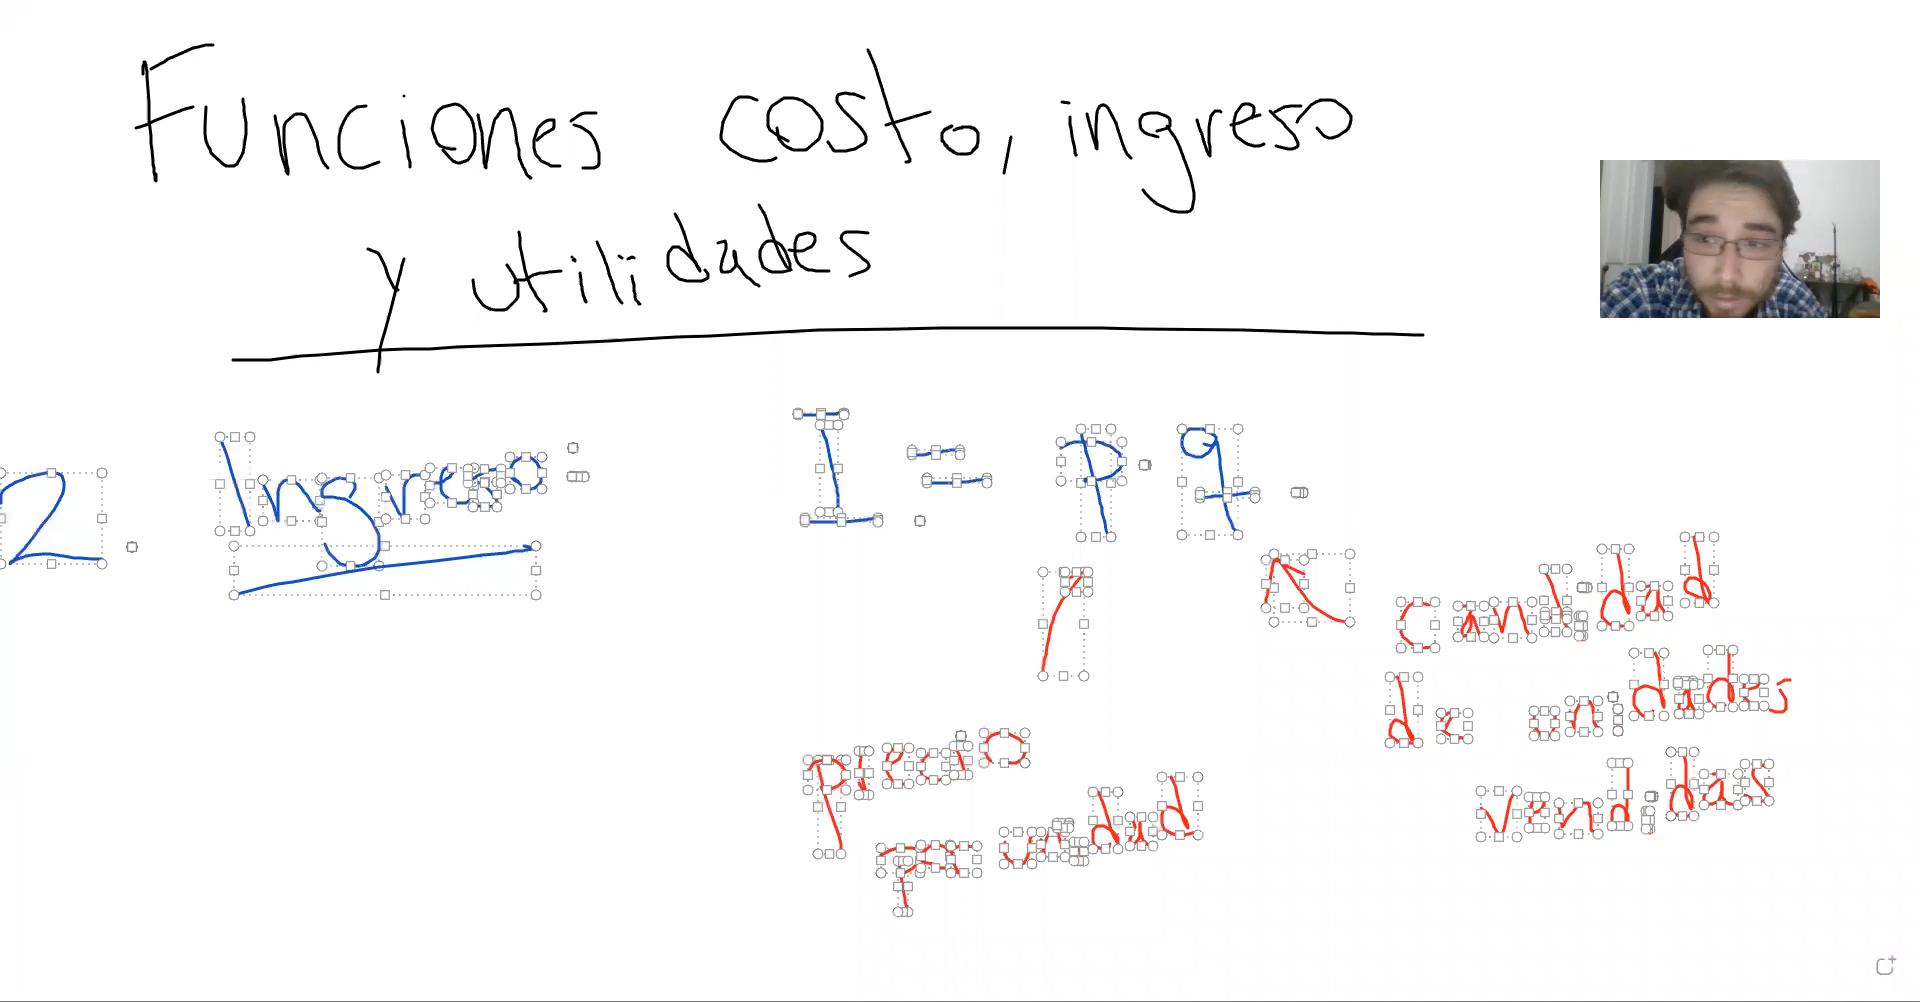 Funciones costo, ingreso
y utilidades
2. Ingreso: I = p · q.
cantidad
de unidades
vendidas
precio
por unidad